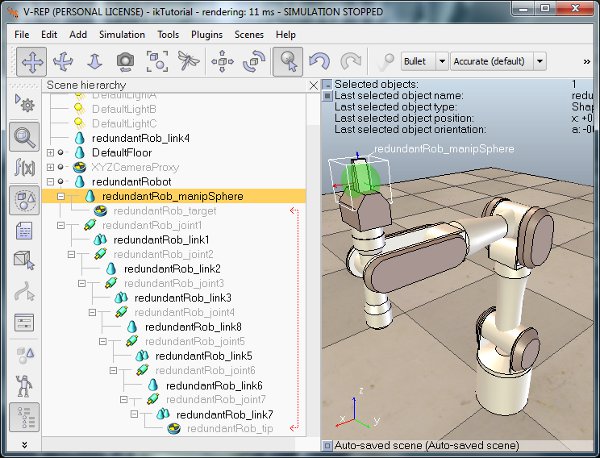 V-REP (PERSONAL LICENSE) - ikTutorial - rendering: 11 ms - SIMULATION STOPPED
File Edit Add Simulation Tools Plugins Scenes Help
Bullet Accurate (default) »
Scene hierarchy
DefaultLightA
DefaultLightB
DefaultLightC
redundantRob_link4
DefaultFloor
XYZCameraProxy
redundantRobot
redundantRob_manipSphere
redundantRob_target
redundantRob_joint1
redundantRob_link1
redundantRob_joint2
redundantRob_link2
redundantRob_joint3
redundantRob_link3
redundantRob_joint4
redundantRob_link8
redundantRob_joint5
redundantRob_link5
redundantRob_joint6
redundantRob_link6
redundantRob_joint7
redundantRob_link7
redundantRob_tip
f(x)
Selected objects: 1
Last selected object name: redu
Last selected object type: Shap
Last selected object position: x: +0
Last selected object orientation: a: -0
redundantRob_manipSphere
z
x y
Auto-saved scene (Auto-saved scene)